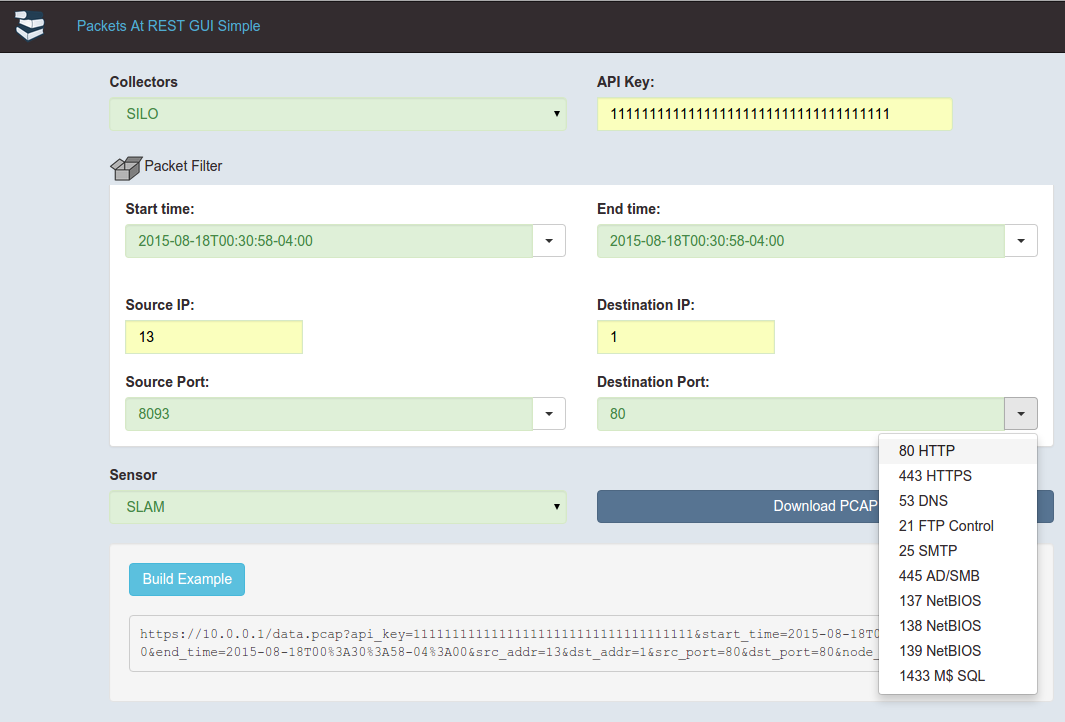 Packets At REST GUI Simple
Collectors
API Key:
SILO
111111111111111111111111111111111111
Packet Filter
Start time:
End time:
2015-08-18T00:30:58-04:00
2015-08-18T00:30:58-04:00
Source IP:
Destination IP:
13
1
Source Port:
Destination Port:
8093
80
80 HTTP
443 HTTPS
53 DNS
21 FTP Control
25 SMTP
445 AD/SMB
137 NetBIOS
138 NetBIOS
139 NetBIOS
1433 M$ SQL
Sensor
SLAM
Download PCAP
Build Example
https://10.0.0.1/data.pcap?api_key=111111111111111111111111111111111111&start_time=2015-08-18T0
0&end_time=2015-08-18T00%3A30%3A58-04%3A00&src_addr=13&dst_addr=1&src_port=80&dst_port=80&node_